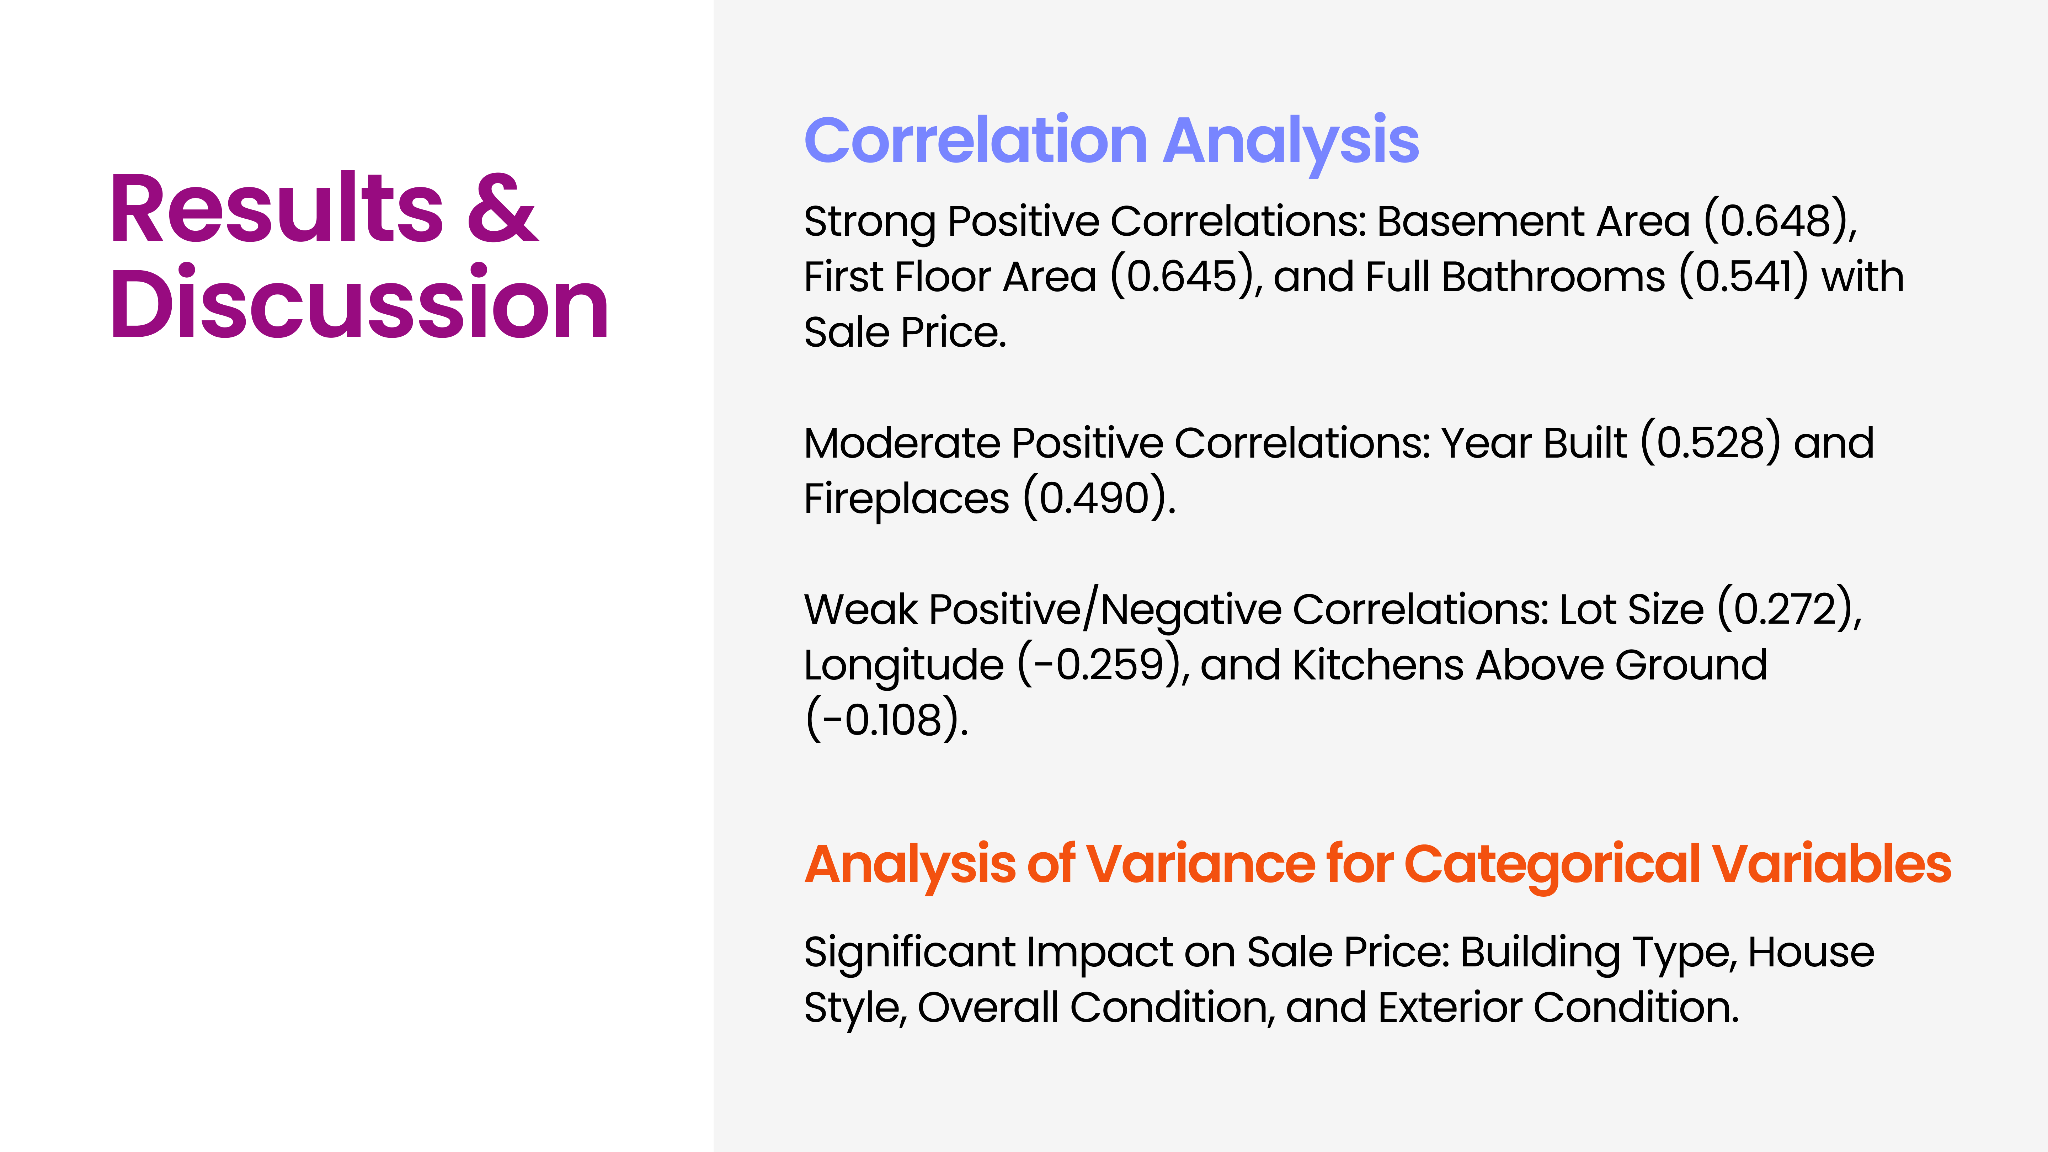 Results &
Discussion
Correlation Analysis
Strong Positive Correlations: Basement Area (0.648),
First Floor Area (0.645), and Full Bathrooms (0.541) with
Sale Price.
Moderate Positive Correlations: Year Built (0.528) and
Fireplaces (0.490).
Weak Positive/Negative Correlations: Lot Size (0.272),
Longitude (-0.259), and Kitchens Above Ground
(-0.108).
Analysis of Variance for Categorical Variables
Significant Impact on Sale Price: Building Type, House
Style, Overall Condition, and Exterior Condition.